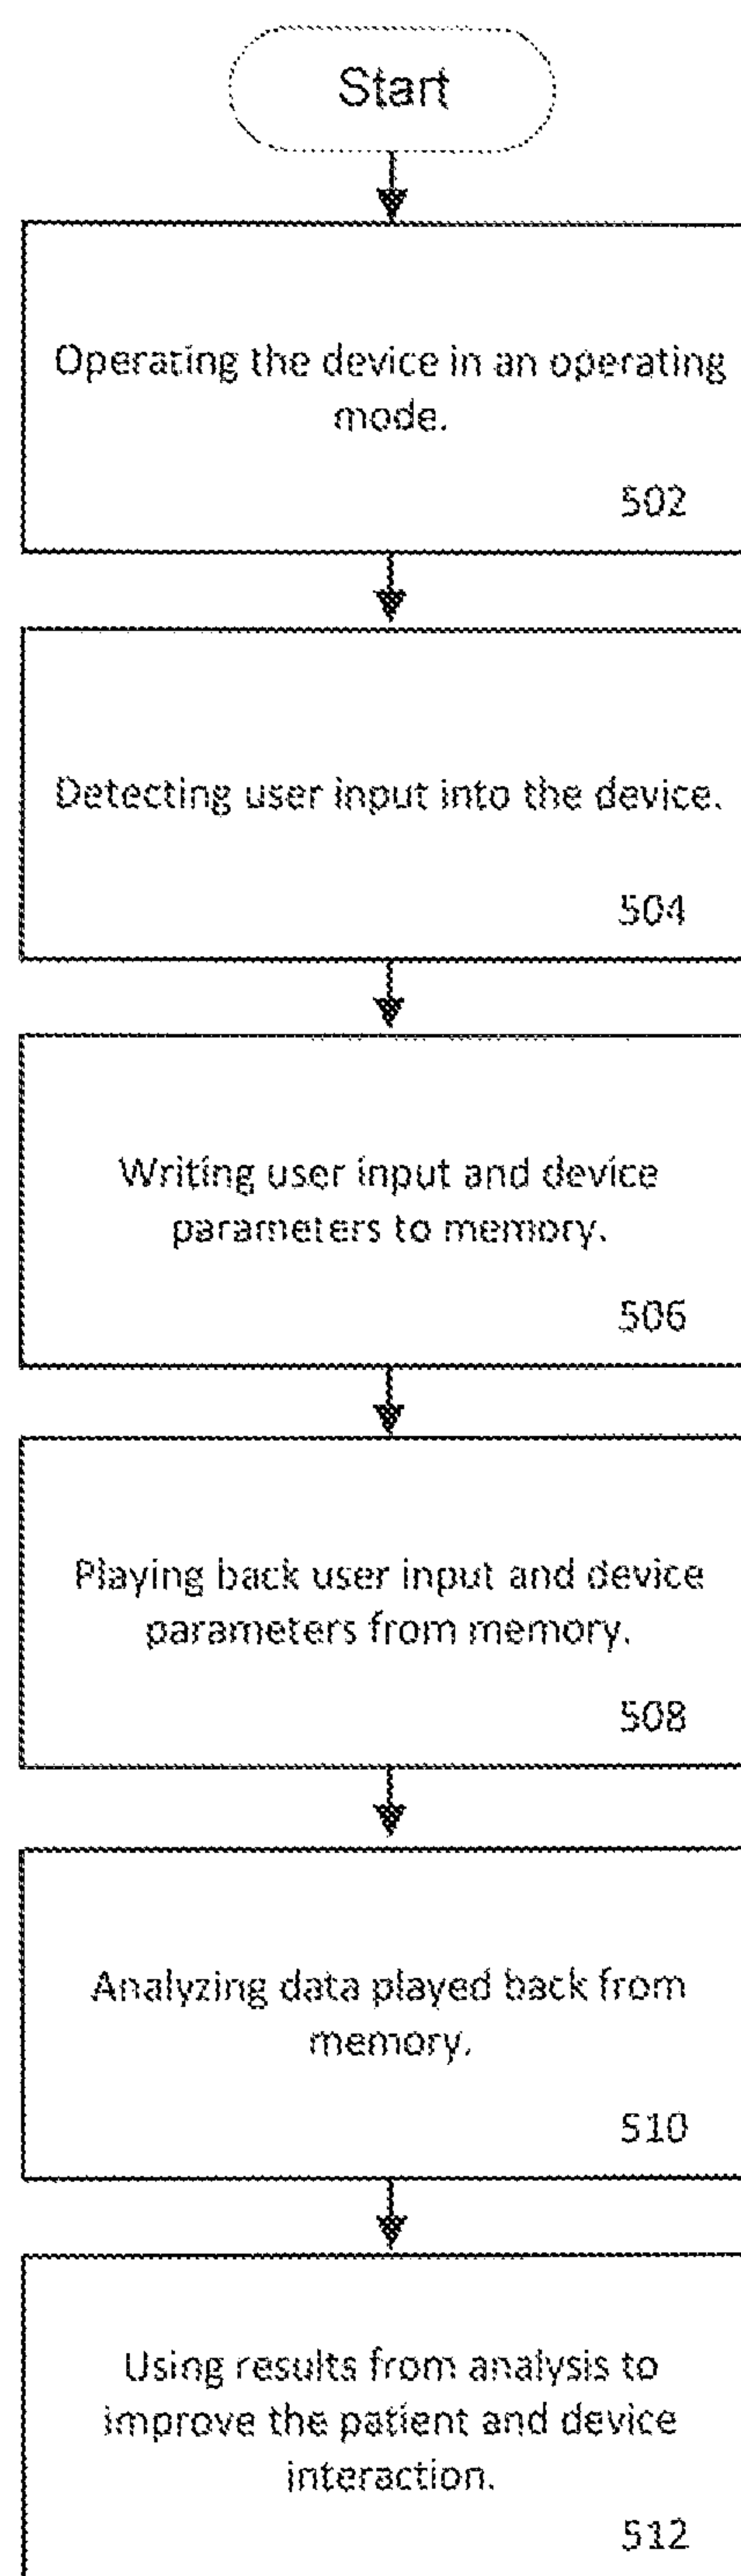 Start
Operating the device in an operating
mode.
502
Detecting user input into the device.
504
Writing user input and device
parameters to memory.
506
Playing back user input and device
parameters from memory.
508
Analyzing data played back from
memory.
510
Using results from analysis to
improve the patient and device
interaction.
512